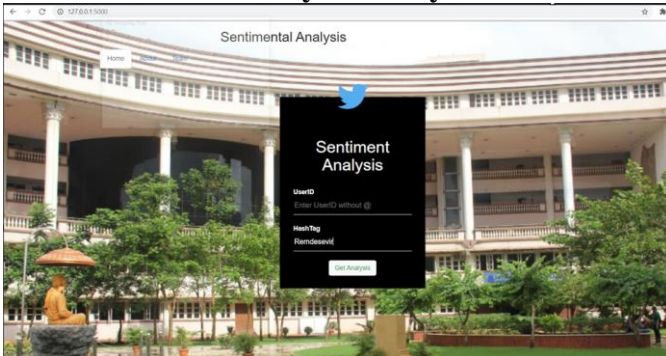 127.0.0.1:5000
Sentimental Analysis
Home
Sentiment
Analysis
UserID
Enter UserID without @
HashTag
Remdesevir
Get Analysis